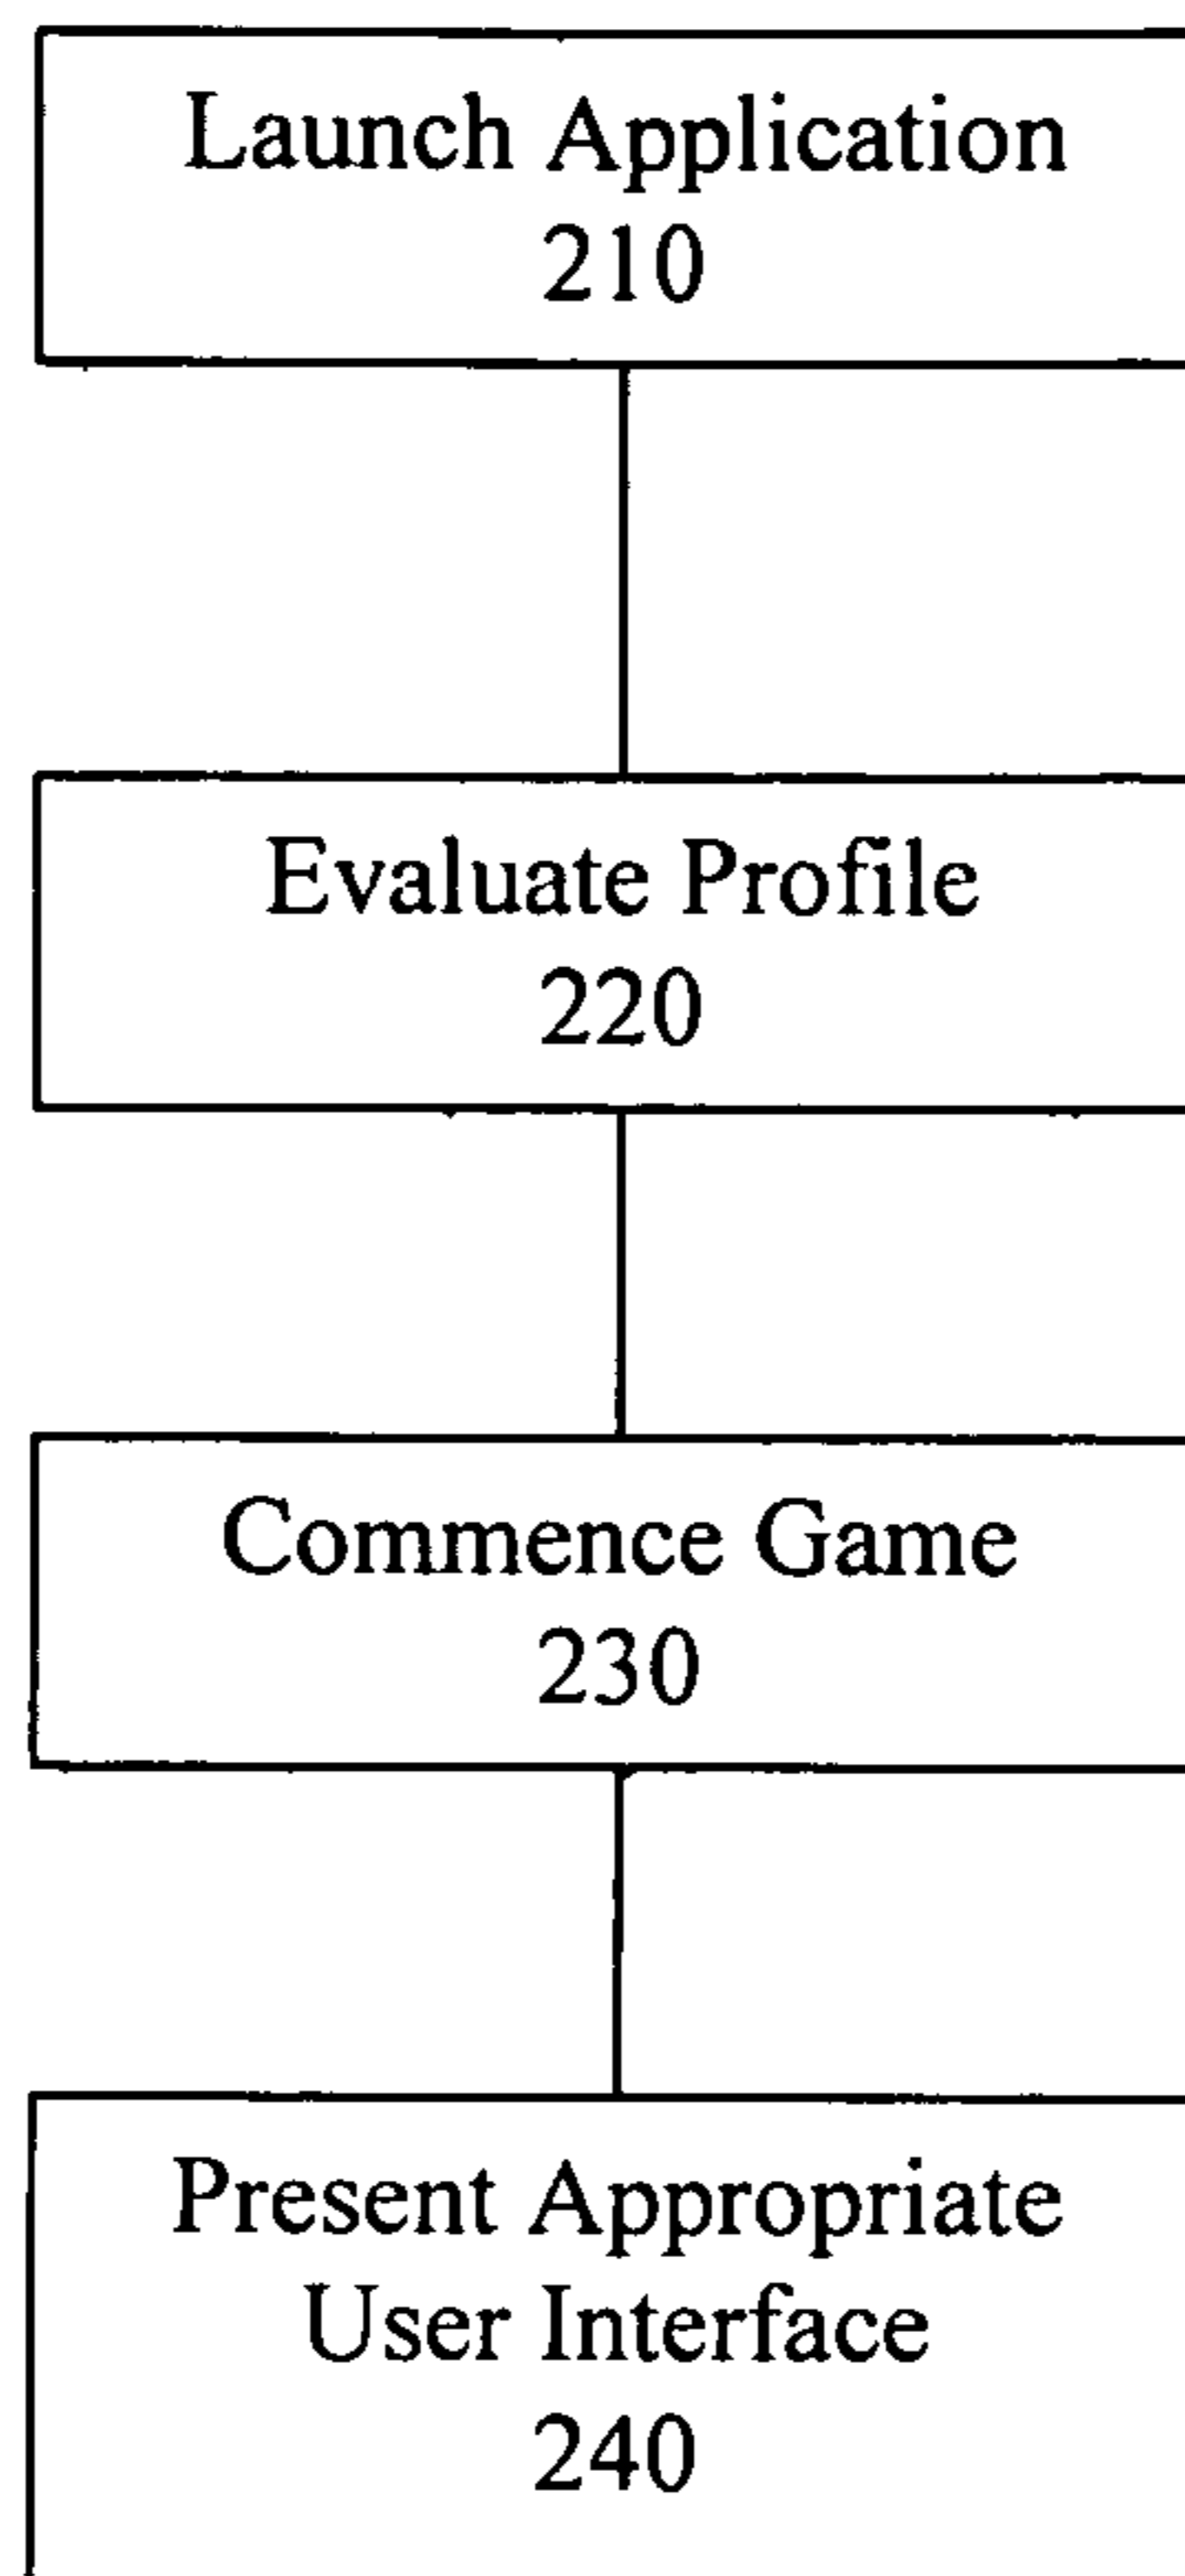 Launch Application
210
Evaluate Profile
220
Commence Game
230
Present Appropriate
User Interface
240